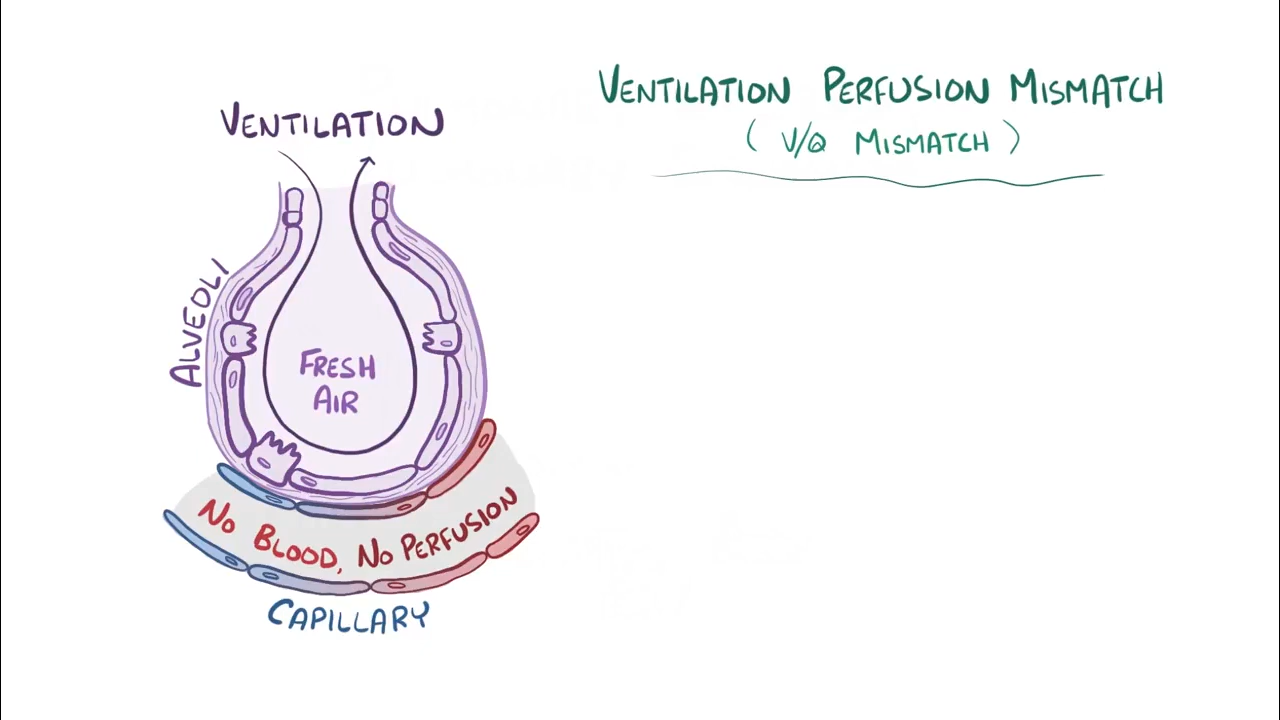 VENTILATION PERFUSION MISMATCH
( V/Q MISMATCH )
VENTILATION
ALVEOLI
FRESH
AIR
NO BLOOD, NO PERFUSION
CAPILLARY